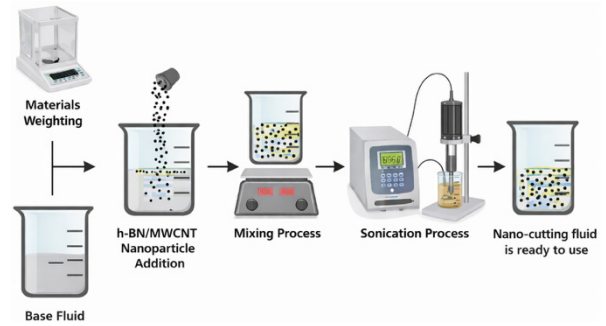 Materials
Weighting
Base Fluid
h-BN/MWCNT
Nanoparticle
Addition
Mixing Process
Sonication Process
Nano-cutting fluid
is ready to use